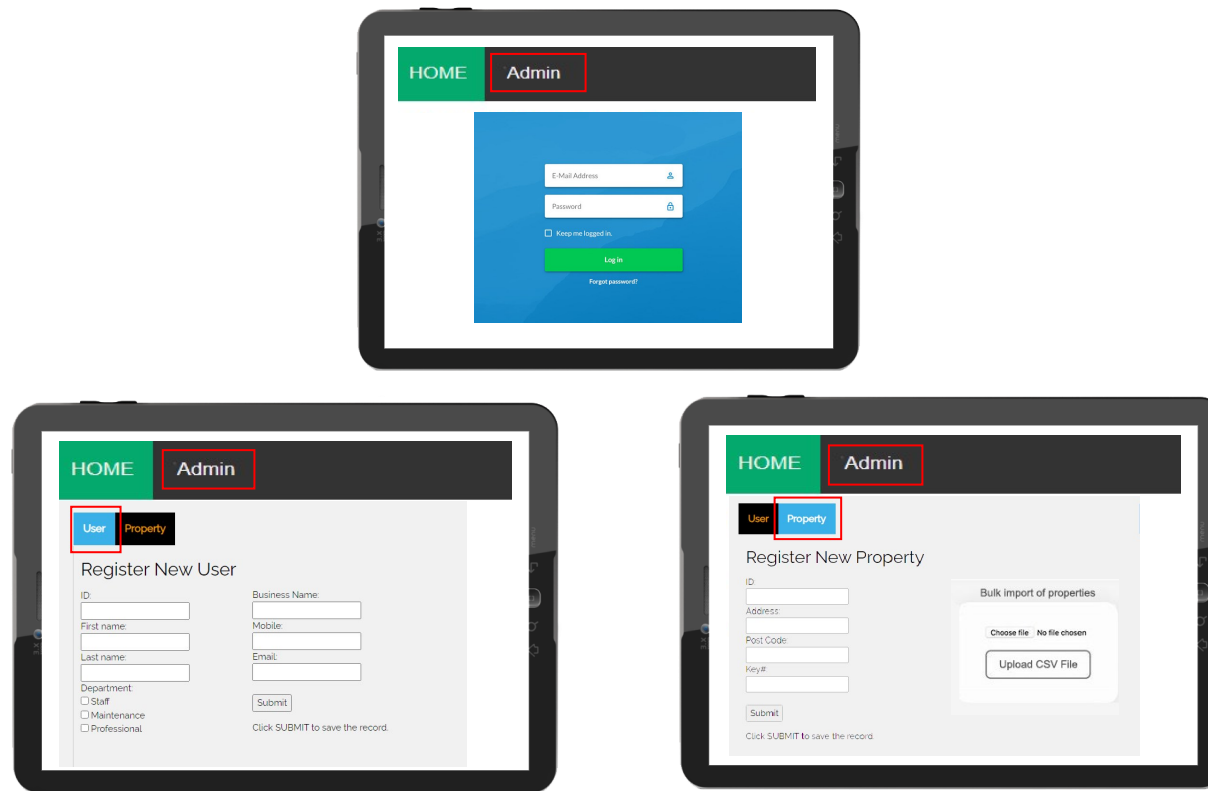 HOME Admin
E-Mail Address
Password
Keep me logged in.
Log in
Forgot password?
HOME Admin
User Property
Register New User
ID:
First name:
Last name:
Department:
Staff
Maintenance
Professional
Business Name:
Mobile:
Email:
Submit
Click SUBMIT to save the record.
HOME Admin
User Property
Register New Property
ID
Address:
Post Code:
Key#:
Submit
Click SUBMIT to save the record.
Bulk import of properties
Choose file No file chosen
Upload CSV File